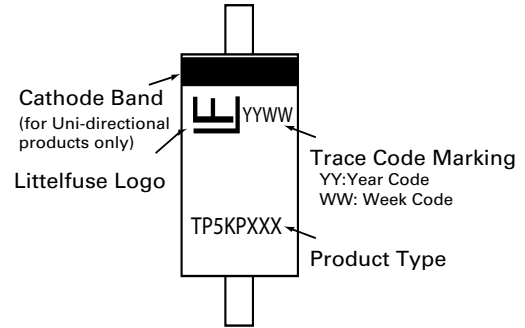 Cathode Band
(for Uni-directional
products only)
YYWW
Littelfuse Logo
Trace Code Marking
YY:Year Code
WW: Week Code
TP5KPXXX
Product Type